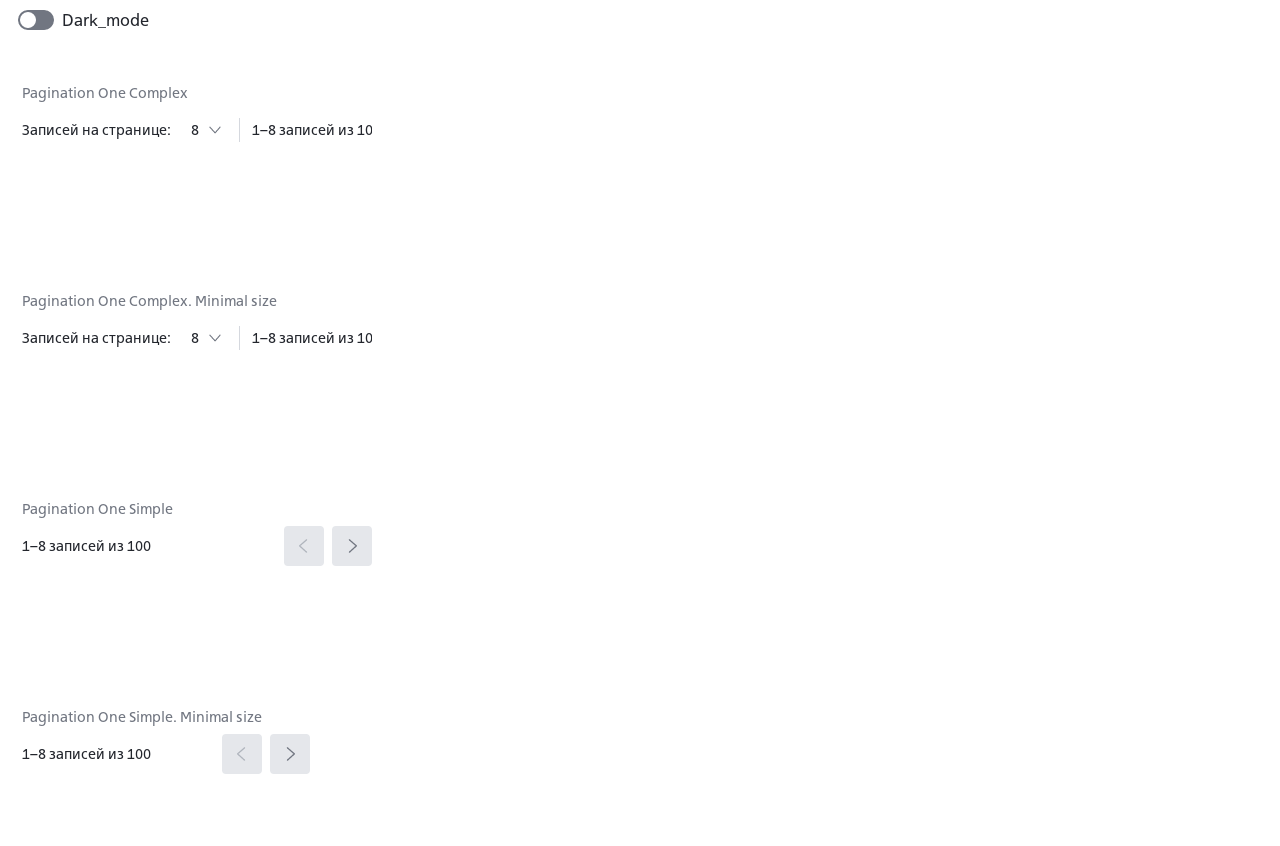 Dark_mode
Pagination One Complex
Записей на странице: 8 1–8 записей из 10
Pagination One Complex. Minimal size
Записей на странице: 8 1–8 записей из 10
Pagination One Simple
1–8 записей из 100
Pagination One Simple. Minimal size
1–8 записей из 100